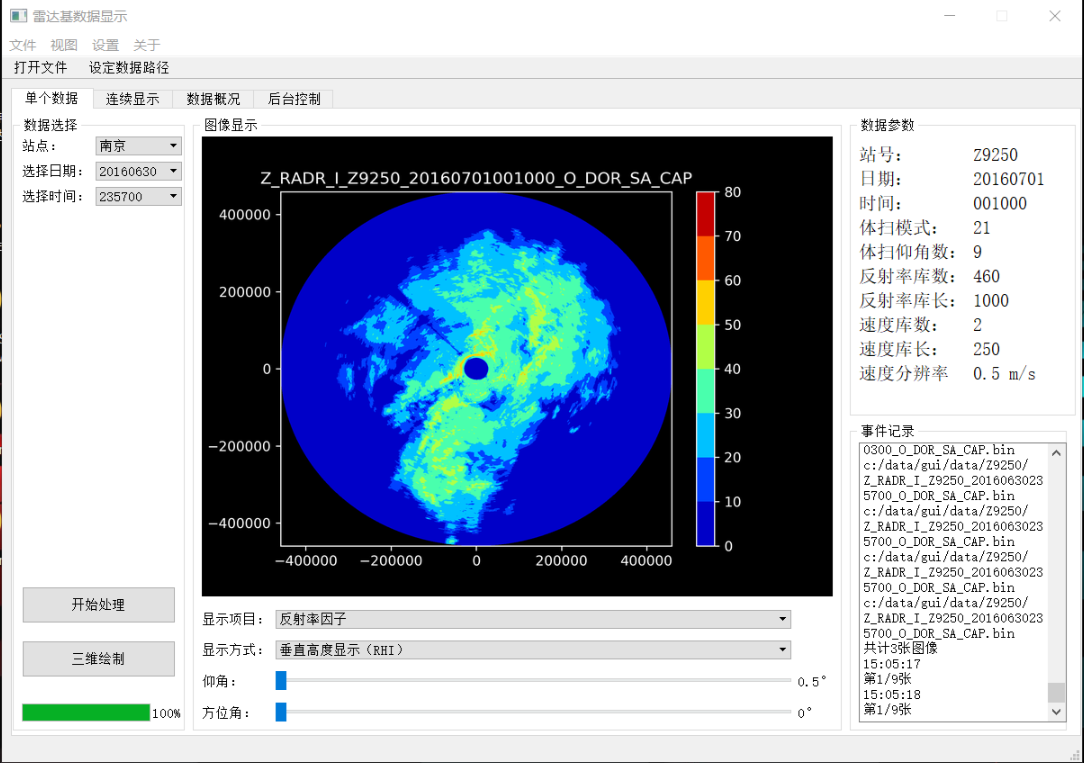 雷达基数据显示
文件 视图 设置 关于
打开文件 设定数据路径
单个数据 连续显示 数据概况 后台控制
数据选择
站点： 南京
选择日期： 20160630
选择时间： 235700
开始处理
三维绘制
100%
图像显示
Z_RADR_I_Z9250_20160701001000_O_DOR_SA_CAP
400000
200000
0
−200000
−400000
−400000 −200000 0 200000 400000
80
70
60
50
40
30
20
10
0
显示项目： 反射率因子
显示方式： 垂直高度显示（RHI）
仰角： 0.5°
方位角： 0°
数据参数
站号： Z9250
日期： 20160701
时间： 001000
体扫模式： 21
体扫仰角数： 9
反射率库数： 460
反射率库长： 1000
速度库数： 2
速度库长： 250
速度分辨率 0.5 m/s
事件记录
0300_O_DOR_SA_CAP.bin
c:/data/gui/data/Z9250/
Z_RADR_I_Z9250_2016063023
5700_O_DOR_SA_CAP.bin
c:/data/gui/data/Z9250/
Z_RADR_I_Z9250_2016063023
5700_O_DOR_SA_CAP.bin
c:/data/gui/data/Z9250/
Z_RADR_I_Z9250_2016063023
5700_O_DOR_SA_CAP.bin
c:/data/gui/data/Z9250/
Z_RADR_I_Z9250_2016063023
5700_O_DOR_SA_CAP.bin
共计3张图像
15:05:17
第1/9张
15:05:18
第1/9张